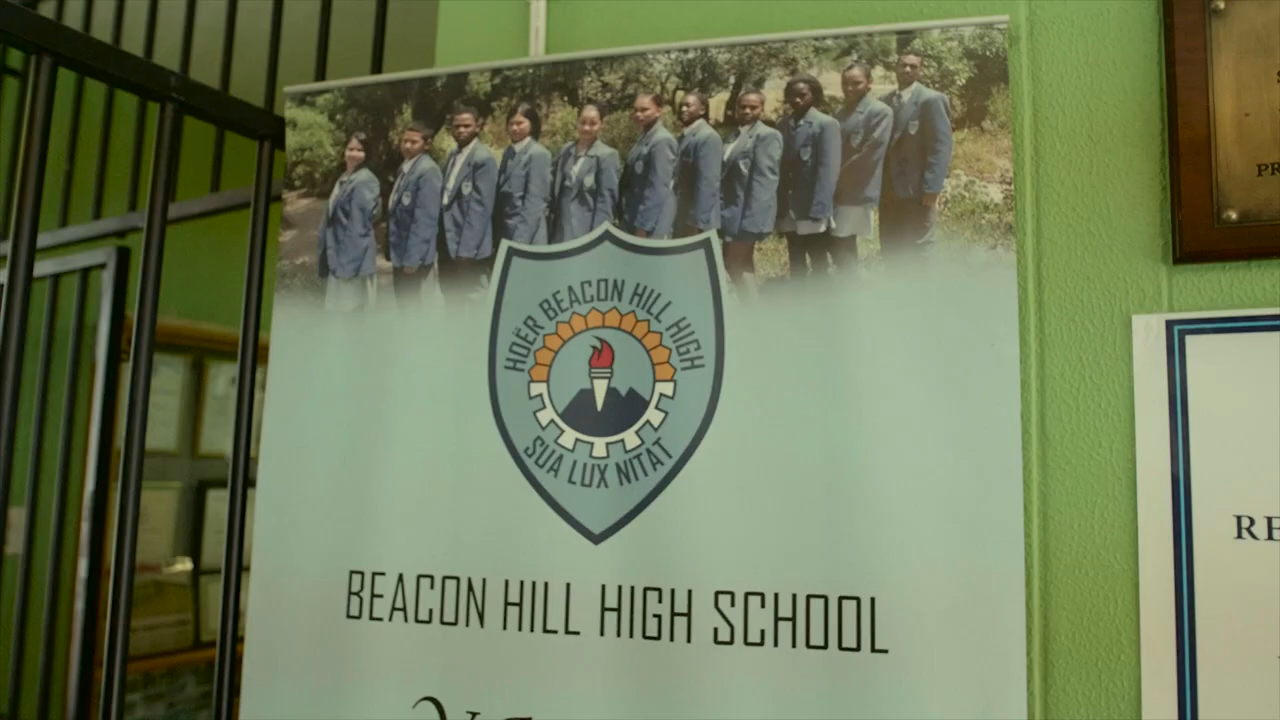 HOËR BEACON HILL HIGH
SUA LUX NITAT
BEACON HILL HIGH SCHOOL